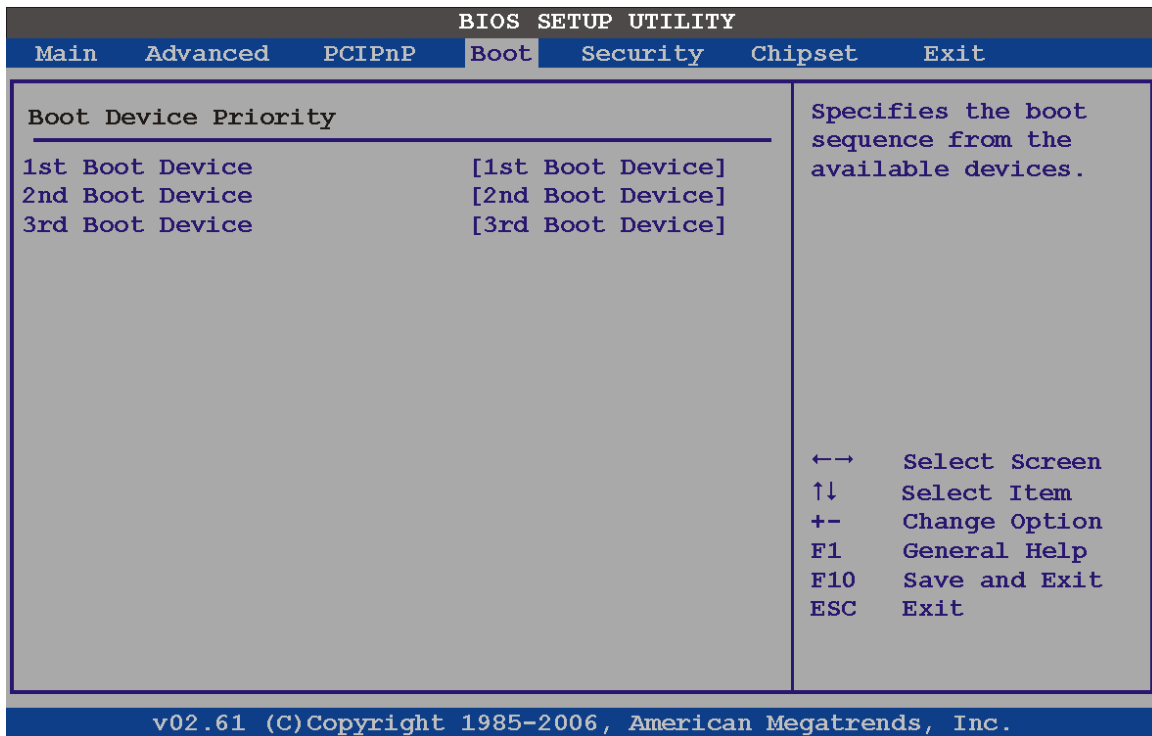 BIOS SETUP UTILITY
Main Advanced PCIPnP Boot Security Chipset Exit
Boot Device Priority
1st Boot Device [1st Boot Device]
2nd Boot Device [2nd Boot Device]
3rd Boot Device [3rd Boot Device]
Specifies the boot
sequence from the
available devices.
←→ Select Screen
↑↓ Select Item
+- Change Option
F1 General Help
F10 Save and Exit
ESC Exit
v02.61 (C)Copyright 1985-2006, American Megatrends, Inc.